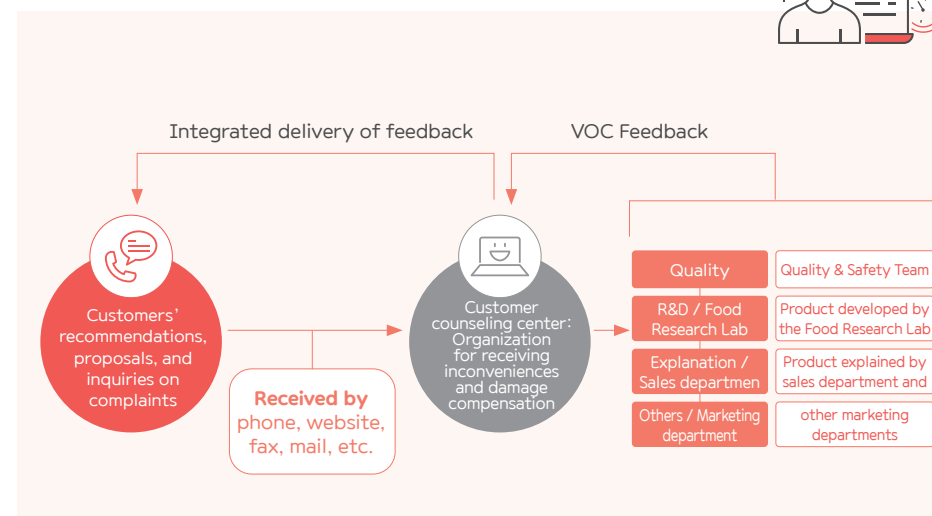 Integrated delivery of feedback
VOC Feedback
Customers'
recommendations,
proposals, and
inquiries on
complaints
Received by
phone, website,
fax, mail, etc.
Customer
counseling center:
Organization
for receiving
inconveniences
and damage
compensation
Quality
Quality & Safety Team
R&D / Food
Research Lab
Product developed by
the Food Research Lab
Explanation /
Sales departmen
Product explained by
sales department and
Others / Marketing
department
other marketing
departments